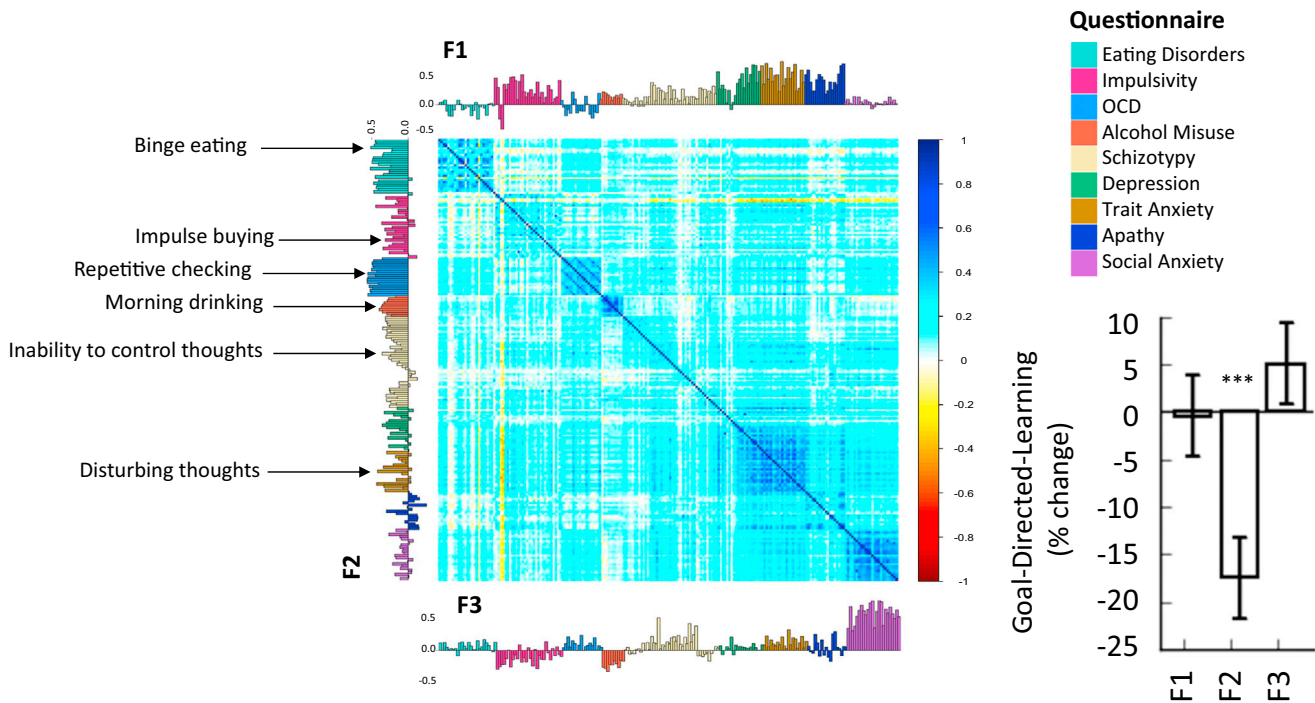 F1
0.5
0.0
-0.5
0.5
0.0
Binge eating
Impulse buying
Repetitive checking
Morning drinking
Inability to control thoughts
Disturbing thoughts
F2
1
0.8
0.6
0.4
0.2
0
-0.2
-0.4
-0.6
-0.8
-1
F3
0.5
0.0
-0.5
Questionnaire
Eating Disorders
Impulsivity
OCD
Alcohol Misuse
Schizotypy
Depression
Trait Anxiety
Apathy
Social Anxiety
Goal-Directed-Learning
(% change)
10
5
0
-5
-10
-15
-20
-25
***
F1
F2
F3